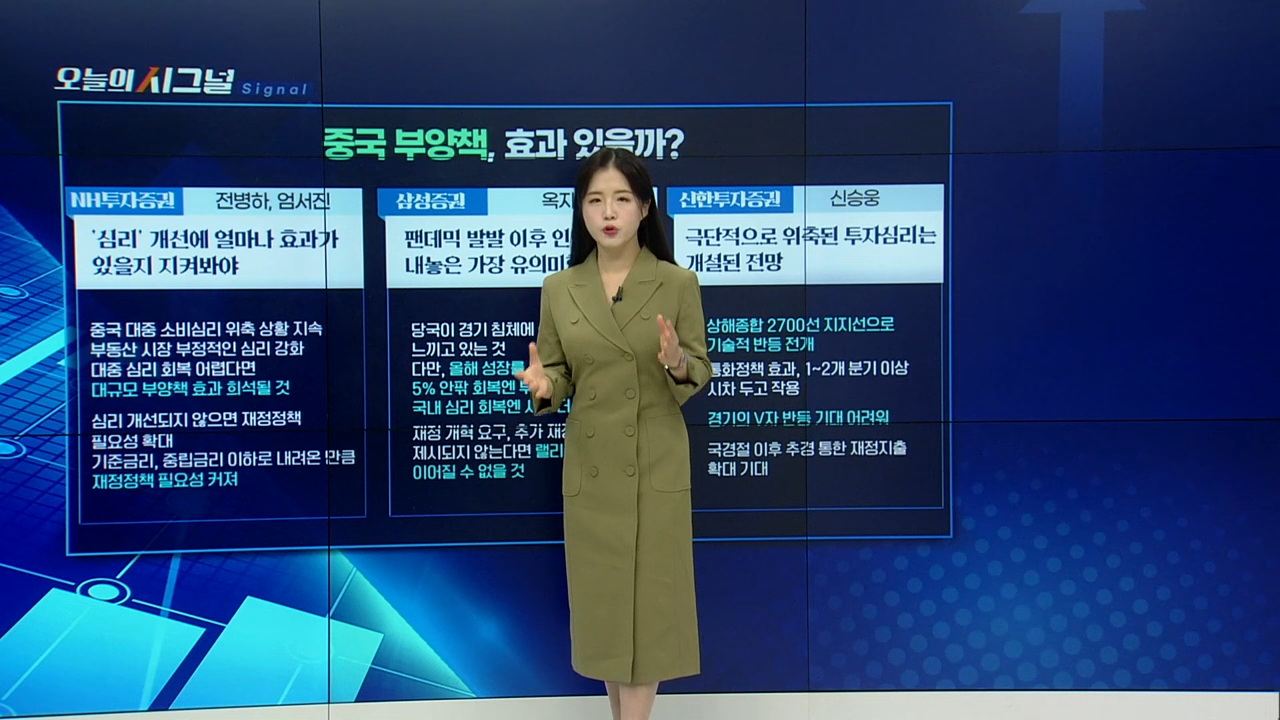 오늘의 시그널 Signal
중국 부양책, 효과 있을까?
NH투자증권 전병하, 엄서진
'심리' 개선에 얼마나 효과가
있을지 지켜봐야
중국 대중 소비심리 위축 상황 지속
부동산 시장 부정적인 심리 강화
대중 심리 회복 어렵다면
대규모 부양책 효과 희석될 것
심리 개선되지 않으면 재정정책
필요성 확대
기준금리, 중립금리 이하로 내려온 만큼
재정정책 필요성 커져
삼성증권
팬데믹 발발 이후
내놓은 가장
당국이 경기 침체에
느끼고 있는 것
다만, 올해 성장률
5% 안팎 회복엔
국내 심리 회복엔
재정 개혁 요구, 추가
제시되지 않는다면 랠리
이어질 수 없을 것
신한투자증권 신승웅
극단적으로 위축된 투자심리는
개설된 전망
상해종합 2700선 지지선으로
기술적 반등 전개
통화정책 효과, 1~2개 분기 이상
시차 두고 작용
경기의 V자 반등 기대 어려워
국경절 이후 추경 통한 재정지출
확대 기대